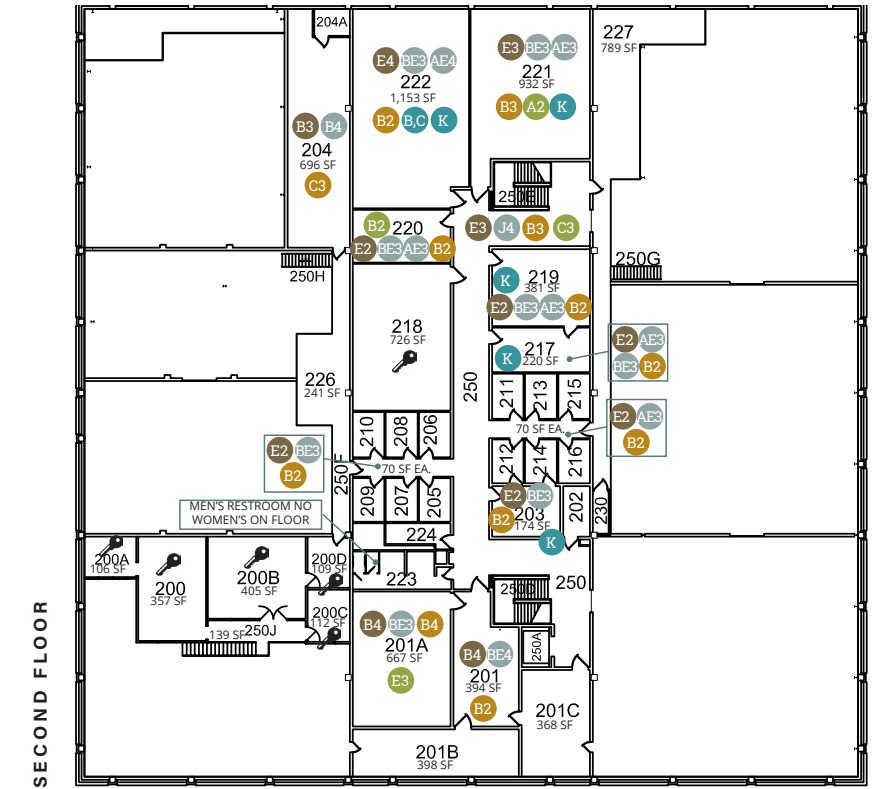 204A
E4 BE3 AE4
222
1,153 SF
B2 B,C K
E3 BE3 AE3
221
932 SF
B3 A2 K
227
789 SF
B3 B4
204
696 SF
C3
250E
B2
220
E2 BE3 AE3 B2
E3 J4 B3 C3
250H
250G
K 219
381 SF
E2 BE3 AE3 B2
218
726 SF
K 217
220 SF
E2 AE3
BE3 B2
226
241 SF
250
211 213 215
70 SF EA.
E2 AE3
B2
210 208 206
212 214 216
E2 BE3
B2
250F
70 SF EA.
209 207 205
E2 BE3
B2 203
174 SF
202
230
MEN'S RESTROOM NO
WOMEN'S ON FLOOR
224
K
200A
106 SF
200
357 SF
200B
405 SF
200D
109 SF
223
250D
250
200C
112 SF
139 SF 250J
B4 BE3 B4
201A
667 SF
E3
B4 BE4
201
394 SF
B2
250A
201C
368 SF
201B
398 SF
SECOND FLOOR